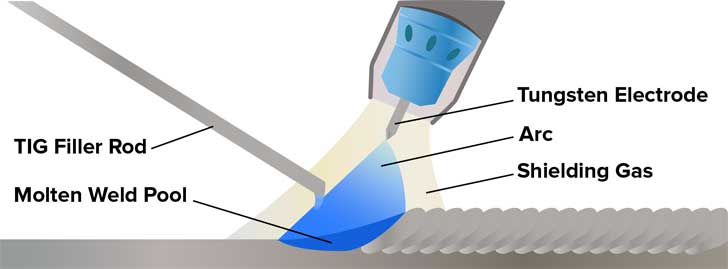 Tungsten Electrode
Arc
TIG Filler Rod
Shielding Gas
Molten Weld Pool